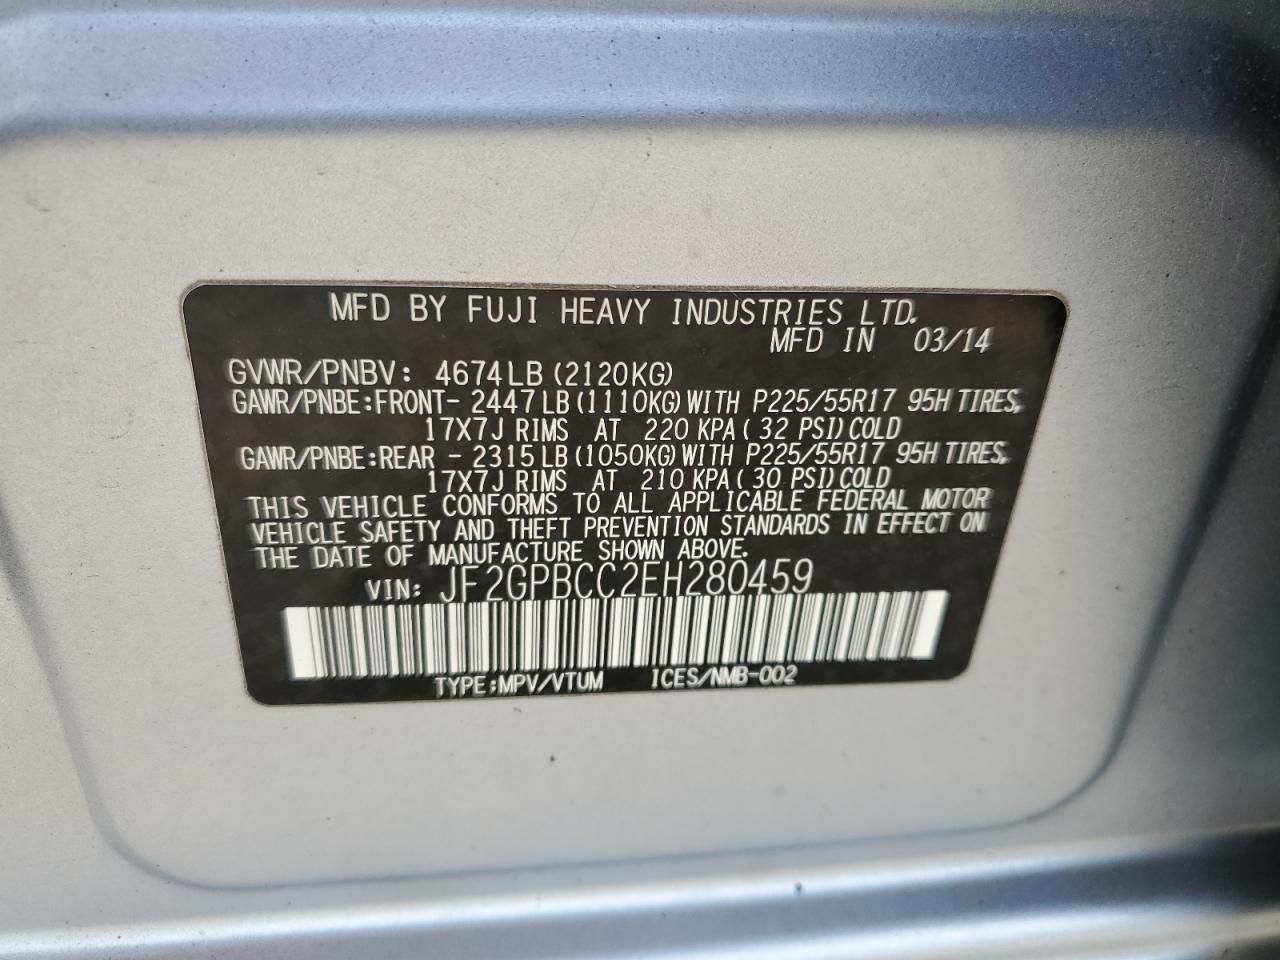 MFD BY FUJI HEAVY INDUSTRIES LTD.
MFD IN 03/14
GVWR/PNBV: 4674LB(2120KG)
GAWR/PNBE:FRONT- 2447LB(1110KG)WITH P225/55R17 95H TIRES,
17X7J RIMS AT 220 KPA( 32 PSI)COLD
GAWR/PNBE:REAR - 2315LB(1050KG)WITH P225/55R17 95H TIRES,
17X7J RIMS AT 210 KPA( 30 PSI)COLD
THIS VEHICLE CONFORMS TO ALL APPLICABLE FEDERAL MOTOR
VEHICLE SAFETY AND THEFT PREVENTION STANDARDS IN EFFECT ON
THE DATE OF MANUFACTURE SHOWN ABOVE.
VIN: JF2GPBCC2EH280459
TYPE:MPV/VTUM ICES/NMB-002